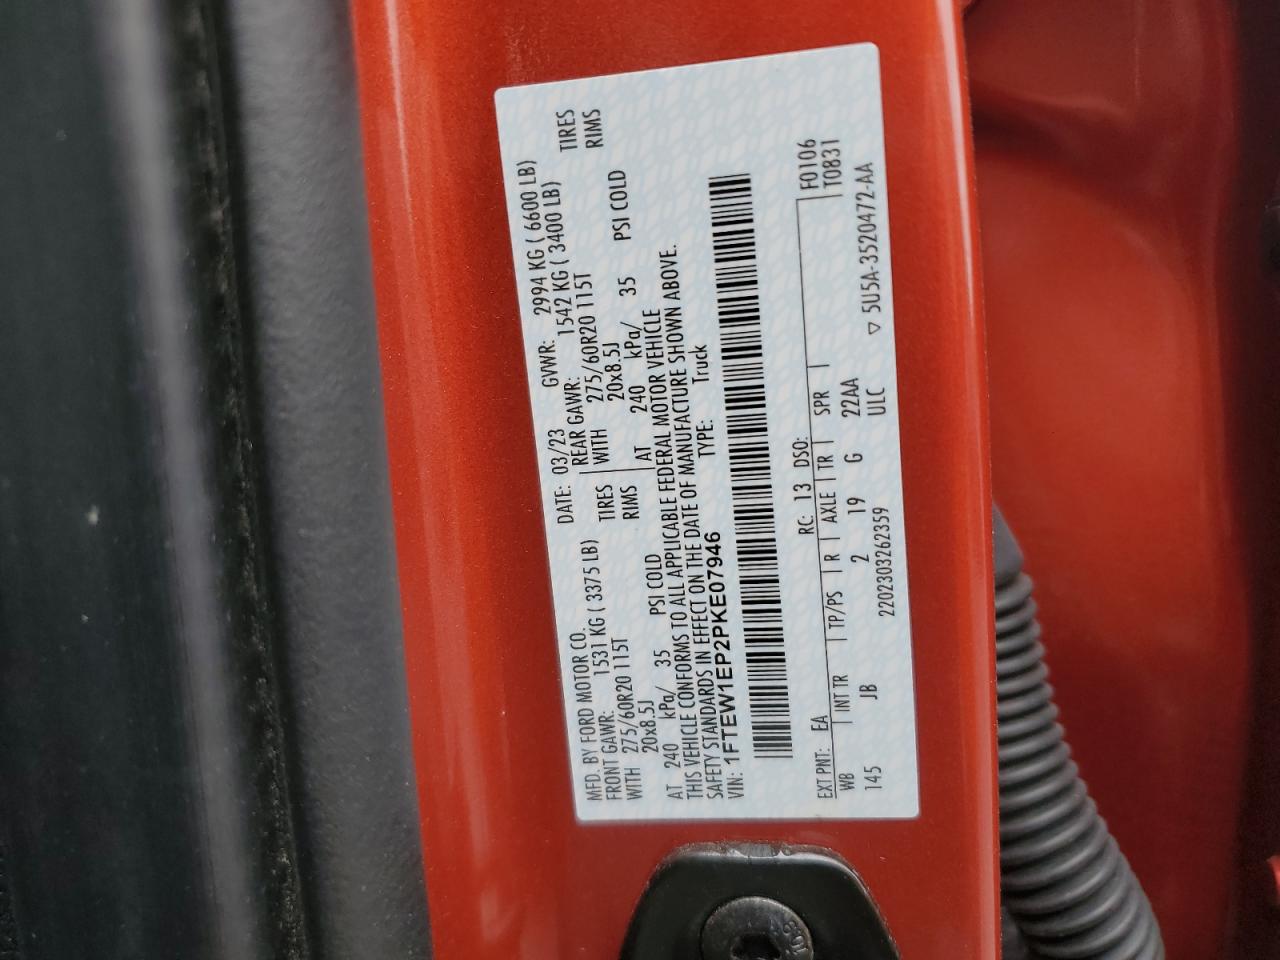 MFD. BY FORD MOTOR CO. DATE: 03/23 GVWR: 2994 KG ( 6600 LB)
FRONT GAWR: 1531 KG ( 3375 LB) REAR GAWR: 1542 KG ( 3400 LB)
WITH 275/60R20 115T TIRES WITH 275/60R20 115T TIRES
20x8.5J RIMS 20x8.5J RIMS
AT 240 kPa/ 35 PSI COLD AT 240 kPa/ 35 PSI COLD
THIS VEHICLE CONFORMS TO ALL APPLICABLE FEDERAL MOTOR VEHICLE
SAFETY STANDARDS IN EFFECT ON THE DATE OF MANUFACTURE SHOWN ABOVE.
VIN: 1FTEW1EP2PKE07946 TYPE: Truck
EXT PNT: EA RC: 13 DSO: F0106
WB INT TR TP/PS R AXLE TR SPR T0831
145 JB 2 19 G 22AA
2202303262359 ULC ▽ 5U5A-3520472-AA
10.9